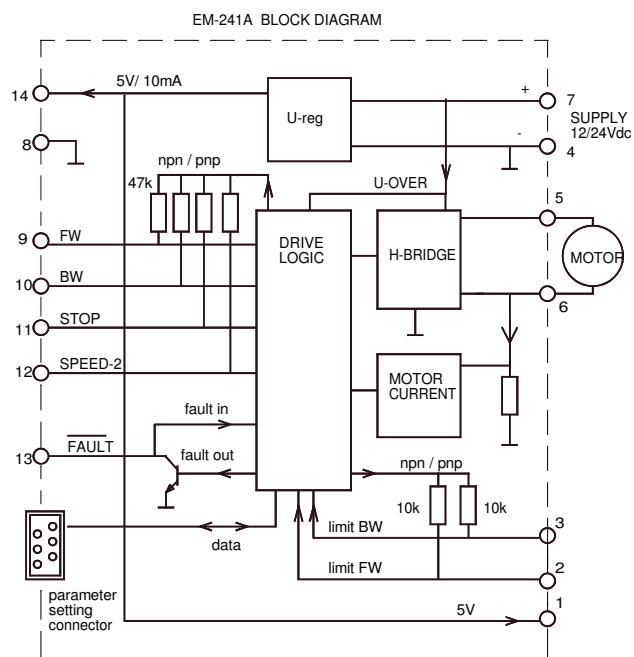 EM-241A BLOCK DIAGRAM
14
5V/ 10mA
U-reg
+
7
SUPPLY
12/24Vdc
-
4
8
npn / pnp
47k
U-OVER
5
9
FW
DRIVE
LOGIC
H-BRIDGE
MOTOR
10
BW
6
11
STOP
12
SPEED-2
MOTOR
CURRENT
fault in
13
FAULT
fault out
npn / pnp
10k
10k
limit BW
3
data
limit FW
2
parameter
setting
connector
5V
1